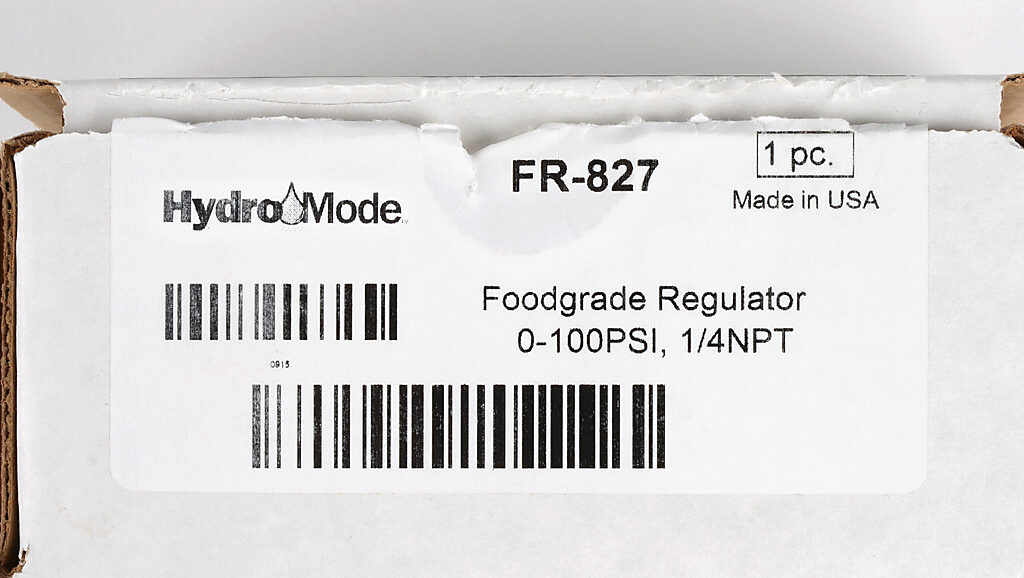 HydroMode
FR-827
1 pc.
Made in USA
Foodgrade Regulator
0-100PSI, 1/4NPT
0915